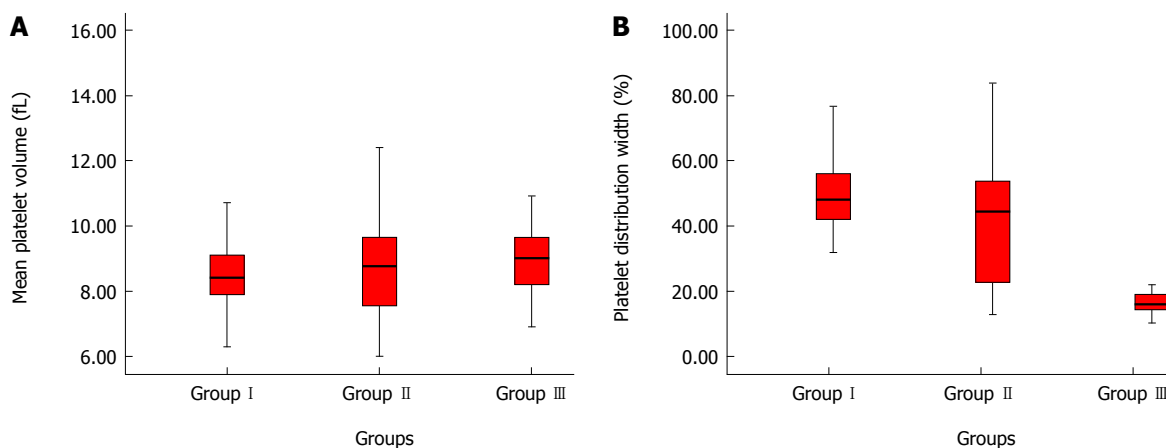 A
Mean platelet volume (fL)
16.00
14.00
12.00
10.00
8.00
6.00
Group Ⅰ
Group Ⅱ
Group Ⅲ
Groups
B
Platelet distribution width (%)
100.00
80.00
60.00
40.00
20.00
0.00
Group Ⅰ
Group Ⅱ
Group Ⅲ
Groups